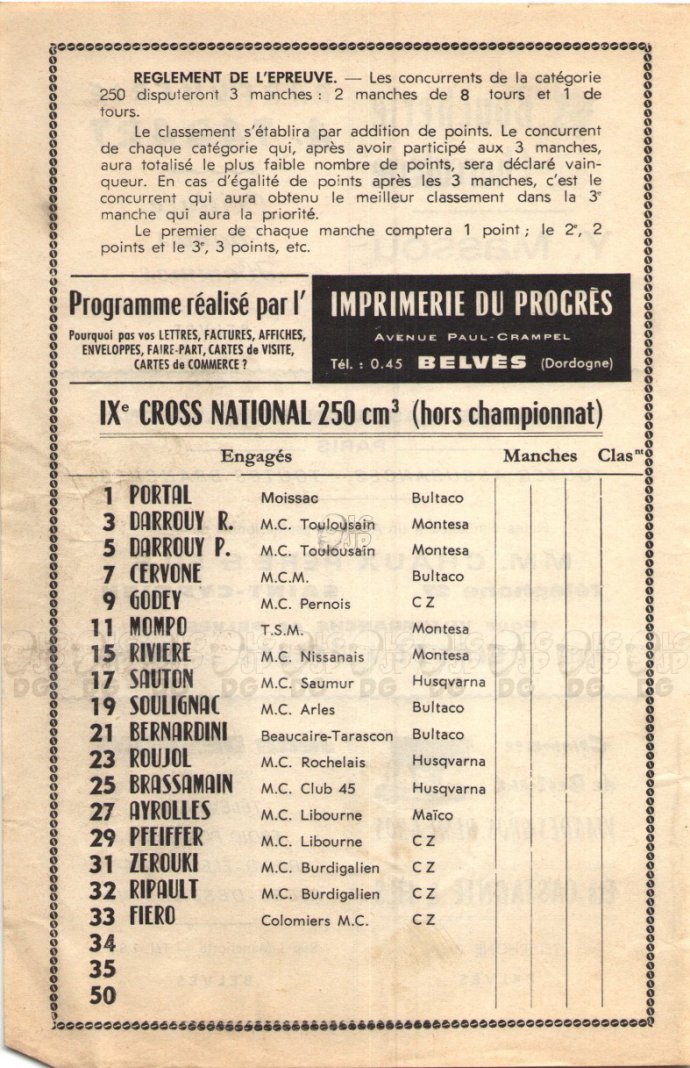 REGLEMENT DE L'EPREUVE. — Les concurrents de la catégorie
250 disputeront 3 manches : 2 manches de 8 tours et 1 de
tours.
Le classement s'établira par addition de points. Le concurrent
de chaque catégorie qui, après avoir participé aux 3 manches,
aura totalisé le plus faible nombre de points, sera déclaré vain-
queur. En cas d'égalité de points après les 3 manches, c'est le
concurrent qui aura obtenu le meilleur classement dans la 3e
manche qui aura la priorité.
Le premier de chaque manche comptera 1 point ; le 2e, 2
points et le 3e, 3 points, etc.
Programme réalisé par l'
Pourquoi pas vos LETTRES, FACTURES, AFFICHES,
ENVELOPPES, FAIRE-PART, CARTES de VISITE,
CARTES de COMMERCE ?
IMPRIMERIE DU PROGRÈS
AVENUE PAUL-CRAMPEL
Tél. : 0.45 BELVÈS (Dordogne)
IXe CROSS NATIONAL 250 cm3 (hors championnat)
Engagés Manches Clasnt
1 PORTAL Moissac Bultaco
3 DARROUY R. M.C. Toulousain Montesa
5 DARROUY P. M.C. Toulousain Montesa
7 CERVONE M.C.M. Bultaco
9 GODEY M.C. Pernois C Z
11 MOMPO T.S.M. Montesa
15 RIVIERE M.C. Nissanais Montesa
17 SAUTON M.C. Saumur Husqvarna
19 SOULIGNAC M.C. Arles Bultaco
21 BERNARDINI Beaucaire-Tarascon Bultaco
23 ROUJOL M.C. Rochelais Husqvarna
25 BRASSAMAIN M.C. Club 45 Husqvarna
27 AYROLLES M.C. Libourne Maïco
29 PFEIFFER M.C. Libourne C Z
31 ZEROUKI M.C. Burdigalien C Z
32 RIPAULT M.C. Burdigalien C Z
33 FIERO Colomiers M.C. C Z
34
35
50